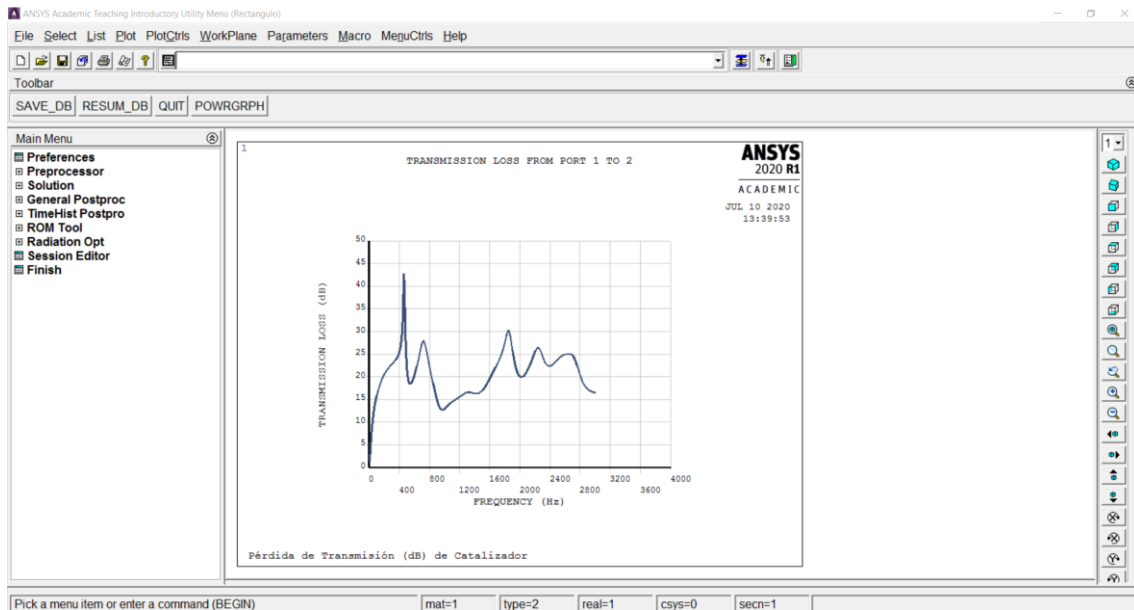 ANSYS Academic Teaching Introductory Utility Menu (Rectangulo)
File Select List Plot PlotCtrls WorkPlane Parameters Macro MenuCtrls Help
Toolbar
SAVE_DB RESUM_DB QUIT POWRGRPH
Main Menu
Preferences
Preprocessor
Solution
General Postproc
TimeHist Postpro
ROM Tool
Radiation Opt
Session Editor
Finish
1
TRANSMISSION LOSS FROM PORT 1 TO 2
ANSYS
2020 R1
ACADEMIC
JUL 10 2020
13:39:53
50
45
40
35
30
25
20
15
10
5
0
TRANSMISSION LOSS (dB)
0 800 1600 2400 3200 4000
400 1200 2000 2800 3600
FREQUENCY (Hz)
Pérdida de Transmisión (dB) de Catalizador
1
Pick a menu item or enter a command (BEGIN) mat=1 type=2 real=1 csys=0 secn=1